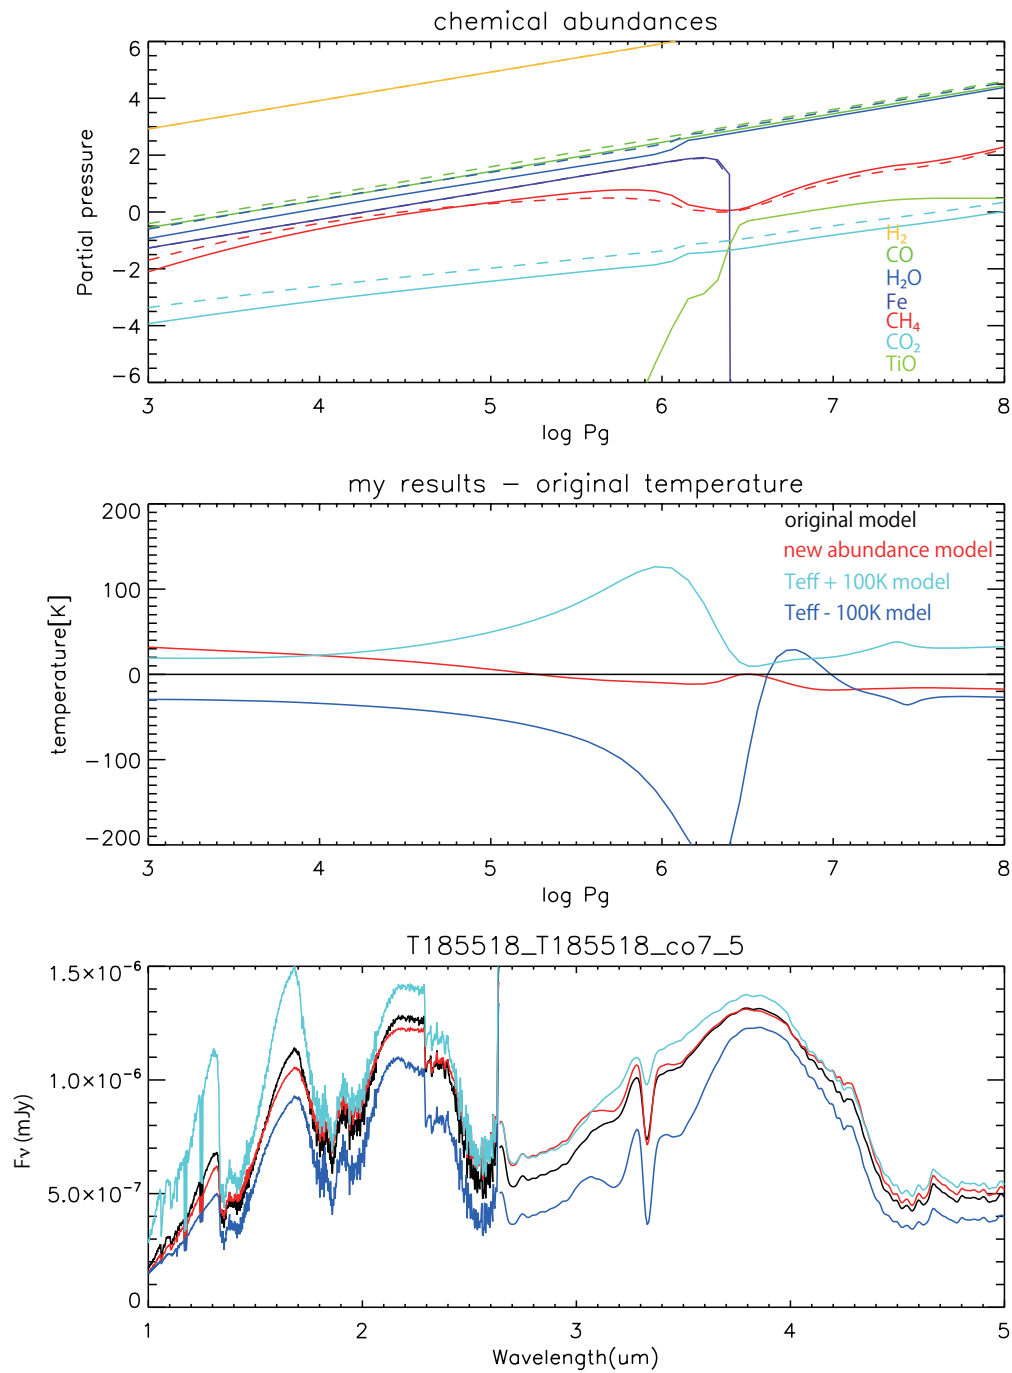 chemical abundances
6
4
2
0
−2
−4
−6
Partial pressure
H₂
CO
H₂O
Fe
CH₄
CO₂
TiO
3 4 5 6 7 8
log Pg
my results − original temperature
200
100
0
−100
−200
temperature[K]
original model
new abundance model
Teff + 100K model
Teff - 100K mdel
3 4 5 6 7 8
log Pg
T185518_T185518_co7_5
1.5×10⁻⁶
1.0×10⁻⁶
5.0×10⁻⁷
0
Fν (mJy)
1 2 3 4 5
Wavelength(um)